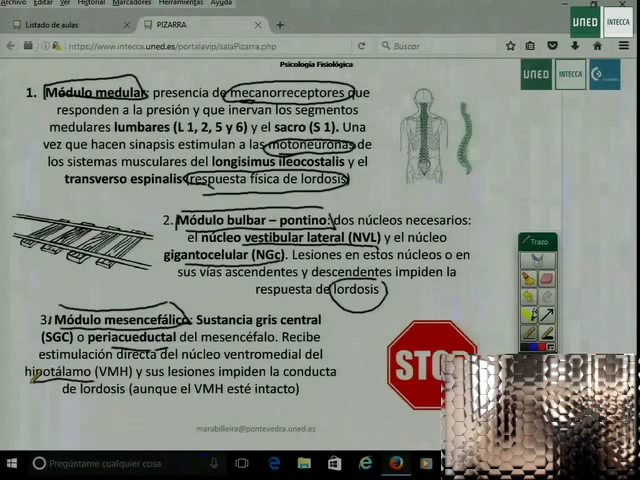 Archivo Editar Ver Historial Marcadores Herramientas Ayuda
Listado de aulas
PIZARRA
https://www.intecca.uned.es/portalavip/salaPizarra.php
Buscar
UNED INTECCA
Psicología Fisiológica
UNED INTECCA
1. Módulo medular: presencia de mecanorreceptores que
responden a la presión y que inervan los segmentos
medulares lumbares (L 1, 2, 5 y 6) y el sacro (S 1). Una
vez que hacen sinapsis estimulan a las motoneuronas de
los sistemas musculares del longisimus ileocostalis y el
transverso espinalis (respuesta física de lordosis)
2. Módulo bulbar – pontino: dos núcleos necesarios:
el núcleo vestibular lateral (NVL) y el núcleo
gigantocelular (NGc). Lesiones en estos núcleos o en
sus vías ascendentes y descendentes impiden la
respuesta de lordosis
Trazo
3. Módulo mesencefálico: Sustancia gris central
(SGC) o periacueductal del mesencéfalo. Recibe
estimulación directa del núcleo ventromedial del
hipotálamo (VMH) y sus lesiones impiden la conducta
de lordosis (aunque el VMH esté intacto)
STOP
marabilleira@pontevedra.uned.es
Pregúntame cualquier cosa